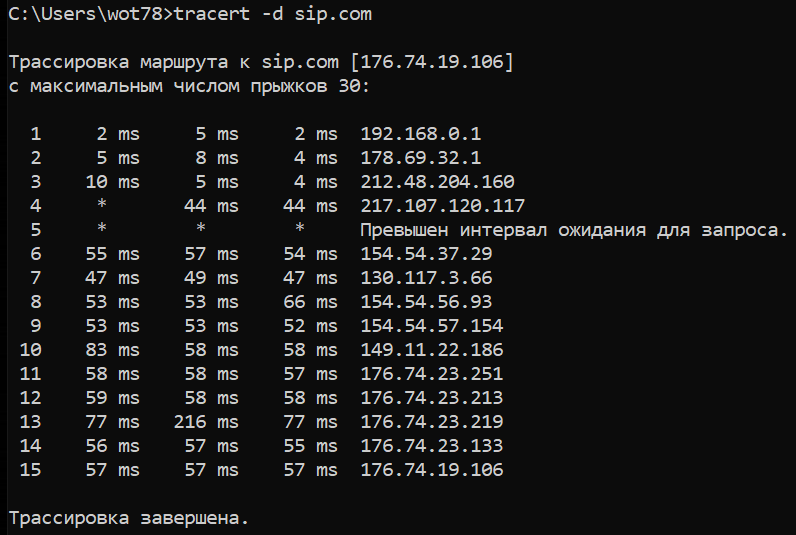 C:\Users\wot78>tracert -d sip.com
Трассировка маршрута к sip.com [176.74.19.106]
с максимальным числом прыжков 30:
1 2 ms 5 ms 2 ms 192.168.0.1
2 5 ms 8 ms 4 ms 178.69.32.1
3 10 ms 5 ms 4 ms 212.48.204.160
4 * 44 ms 44 ms 217.107.120.117
5 * * * Превышен интервал ожидания для запроса.
6 55 ms 57 ms 54 ms 154.54.37.29
7 47 ms 49 ms 47 ms 130.117.3.66
8 53 ms 53 ms 66 ms 154.54.56.93
9 53 ms 53 ms 52 ms 154.54.57.154
10 83 ms 58 ms 58 ms 149.11.22.186
11 58 ms 58 ms 57 ms 176.74.23.251
12 59 ms 58 ms 58 ms 176.74.23.213
13 77 ms 216 ms 77 ms 176.74.23.219
14 56 ms 57 ms 55 ms 176.74.23.133
15 57 ms 57 ms 57 ms 176.74.19.106
Трассировка завершена.